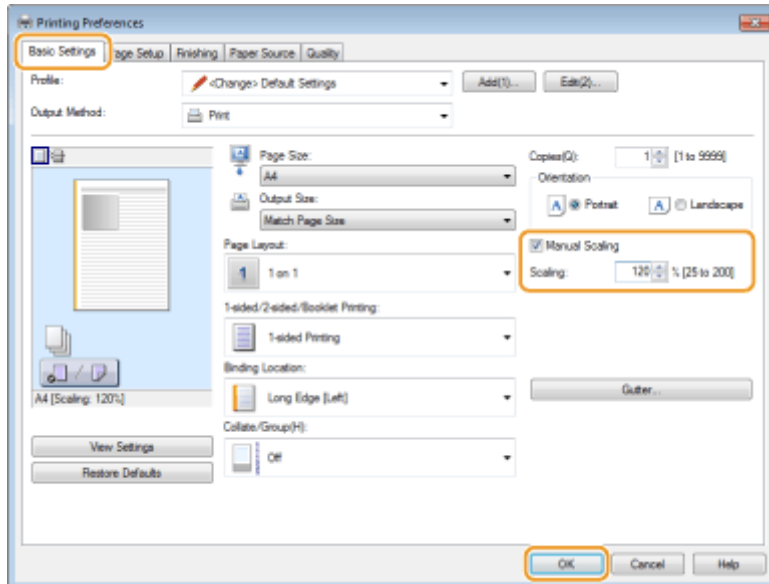 Printing Preferences
Basic Settings Page Setup Finishing Paper Source Quality
Profile: <Change> Default Settings Add(1)... Edit(2)...
Output Method: Print
Page Size: Copies(Q): 1 [1 to 9999]
A4 Orientation
Output Size: A Portrait A Landscape
Match Page Size
Page Layout: Manual Scaling
1 1 on 1 Scaling: 120 % [25 to 200]
1-sided/2-sided/Booklet Printing:
1-sided Printing
Binding Location:
A4 [Scaling: 120%] Long Edge [Left] Gutter...
Collate/Group(H):
View Settings Off
Restore Defaults
OK Cancel Help